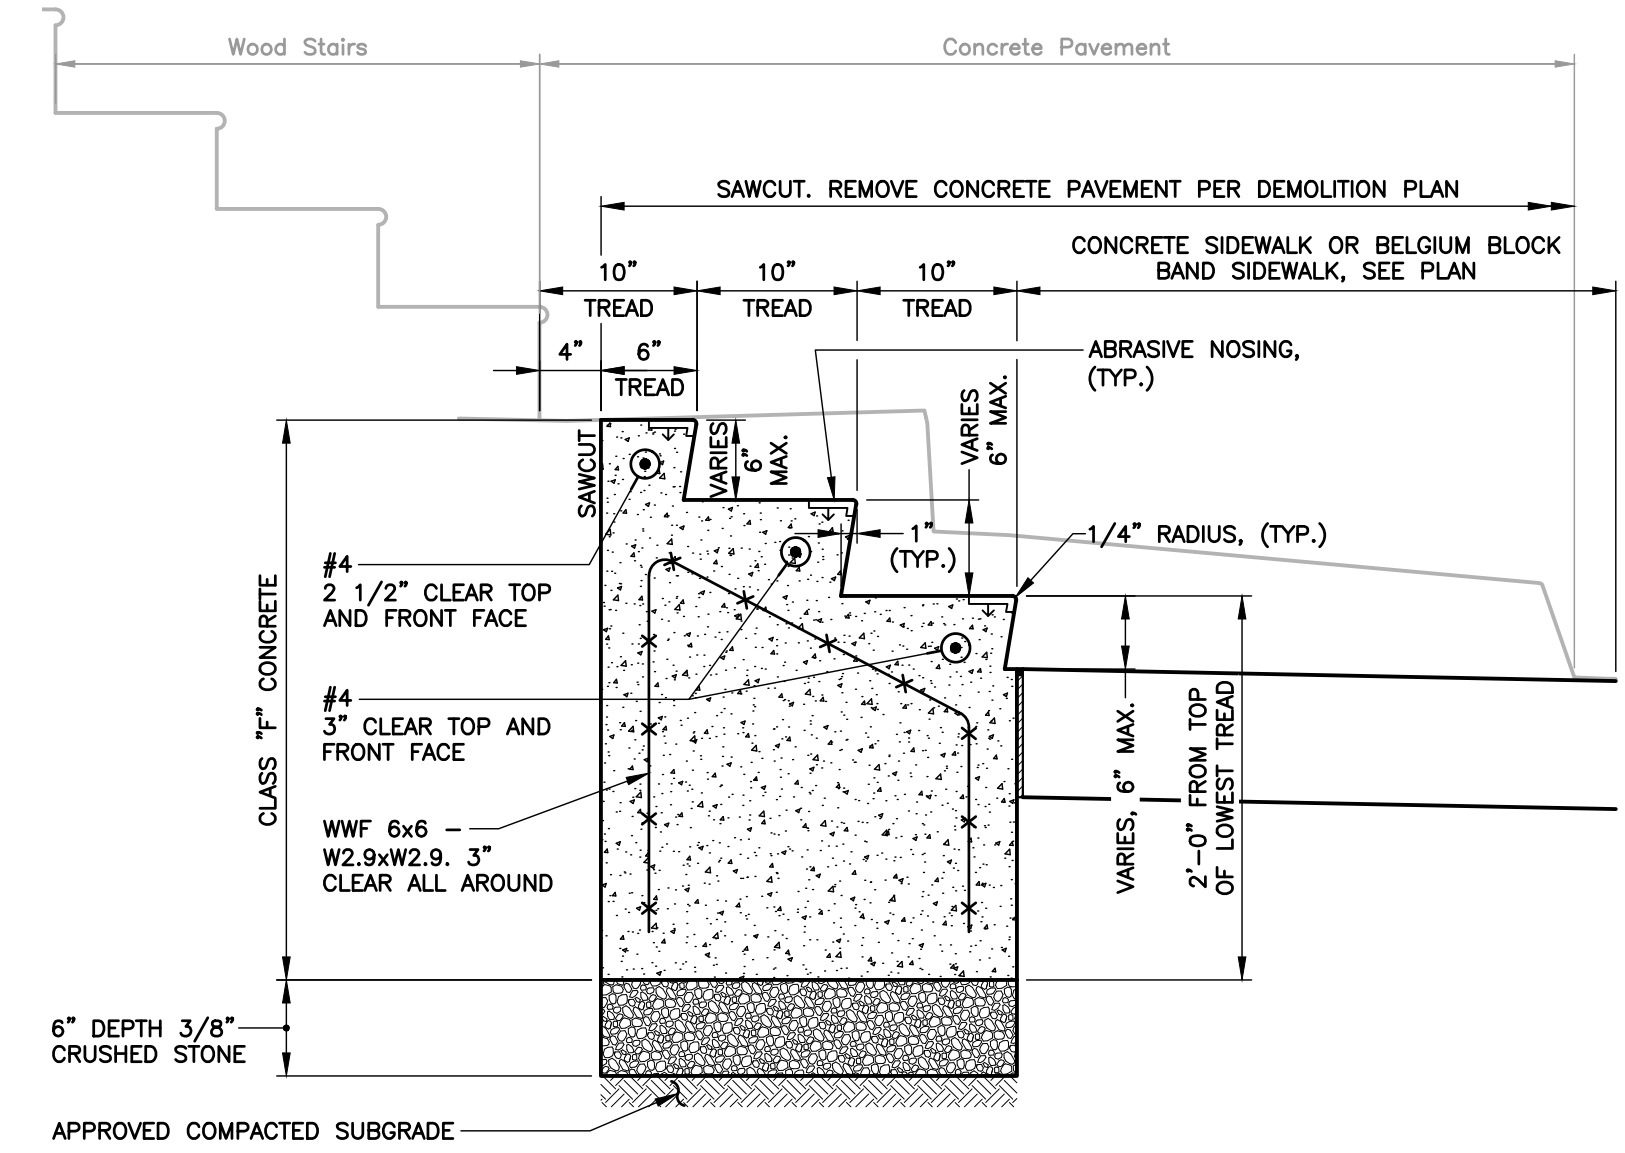 Wood Stairs
Concrete Pavement
SAWCUT. REMOVE CONCRETE PAVEMENT PER DEMOLITION PLAN
CONCRETE SIDEWALK OR BELGIUM BLOCK
BAND SIDEWALK, SEE PLAN
10”
TREAD
10”
TREAD
10”
TREAD
4”
6”
TREAD
ABRASIVE NOSING,
(TYP.)
VARIES
6” MAX.
SAWCUT
VARIES
6”
MAX.
1”
(TYP.)
1/4” RADIUS, (TYP.)
#4
2 1/2” CLEAR TOP
AND FRONT FACE
CLASS ”F” CONCRETE
#4
3” CLEAR TOP AND
FRONT FACE
WWF 6x6 –
W2.9xW2.9. 3”
CLEAR ALL AROUND
VARIES, 6” MAX.
2’–0” FROM TOP
OF LOWEST TREAD
6” DEPTH 3/8”
CRUSHED STONE
APPROVED COMPACTED SUBGRADE